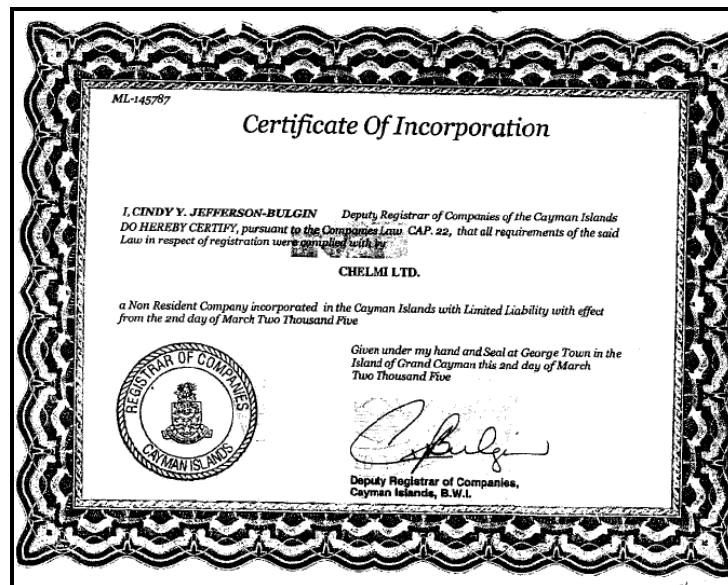 ML-145787
Certificate Of Incorporation
I, CINDY Y. JEFFERSON-BULGIN Deputy Registrar of Companies of the Cayman Islands
DO HEREBY CERTIFY, pursuant to the Companies Law CAP. 22, that all requirements of the said
Law in respect of registration were complied with by
CHELMI LTD.
a Non Resident Company incorporated in the Cayman Islands with Limited Liability with effect
from the 2nd day of March Two Thousand Five
Given under my hand and Seal at George Town in the
Island of Grand Cayman this 2nd day of March
Two Thousand Five
REGISTRAR OF COMPANIES
CAYMAN ISLANDS
C Bulgin
Deputy Registrar of Companies,
Cayman Islands, B.W.I.